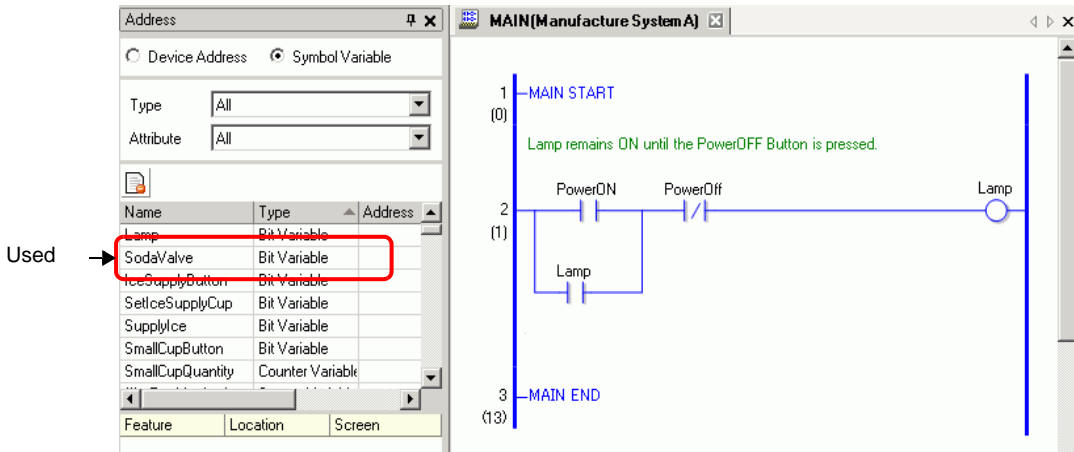 Address
Device Address Symbol Variable
Type All
Attribute All
Name Type Address
Lamp Bit Variable
SodaValve Bit Variable
IceSupplyButton Bit Variable
SetIceSupplyCup Bit Variable
SupplyIce Bit Variable
SmallCupButton Bit Variable
SmallCupQuantity Counter Variable
Feature Location Screen
Used
MAIN(Manufacture System A)
1 MAIN START
(0)
Lamp remains ON until the PowerOFF Button is pressed.
PowerON PowerOff Lamp
2
(1)
Lamp
3 MAIN END
(13)